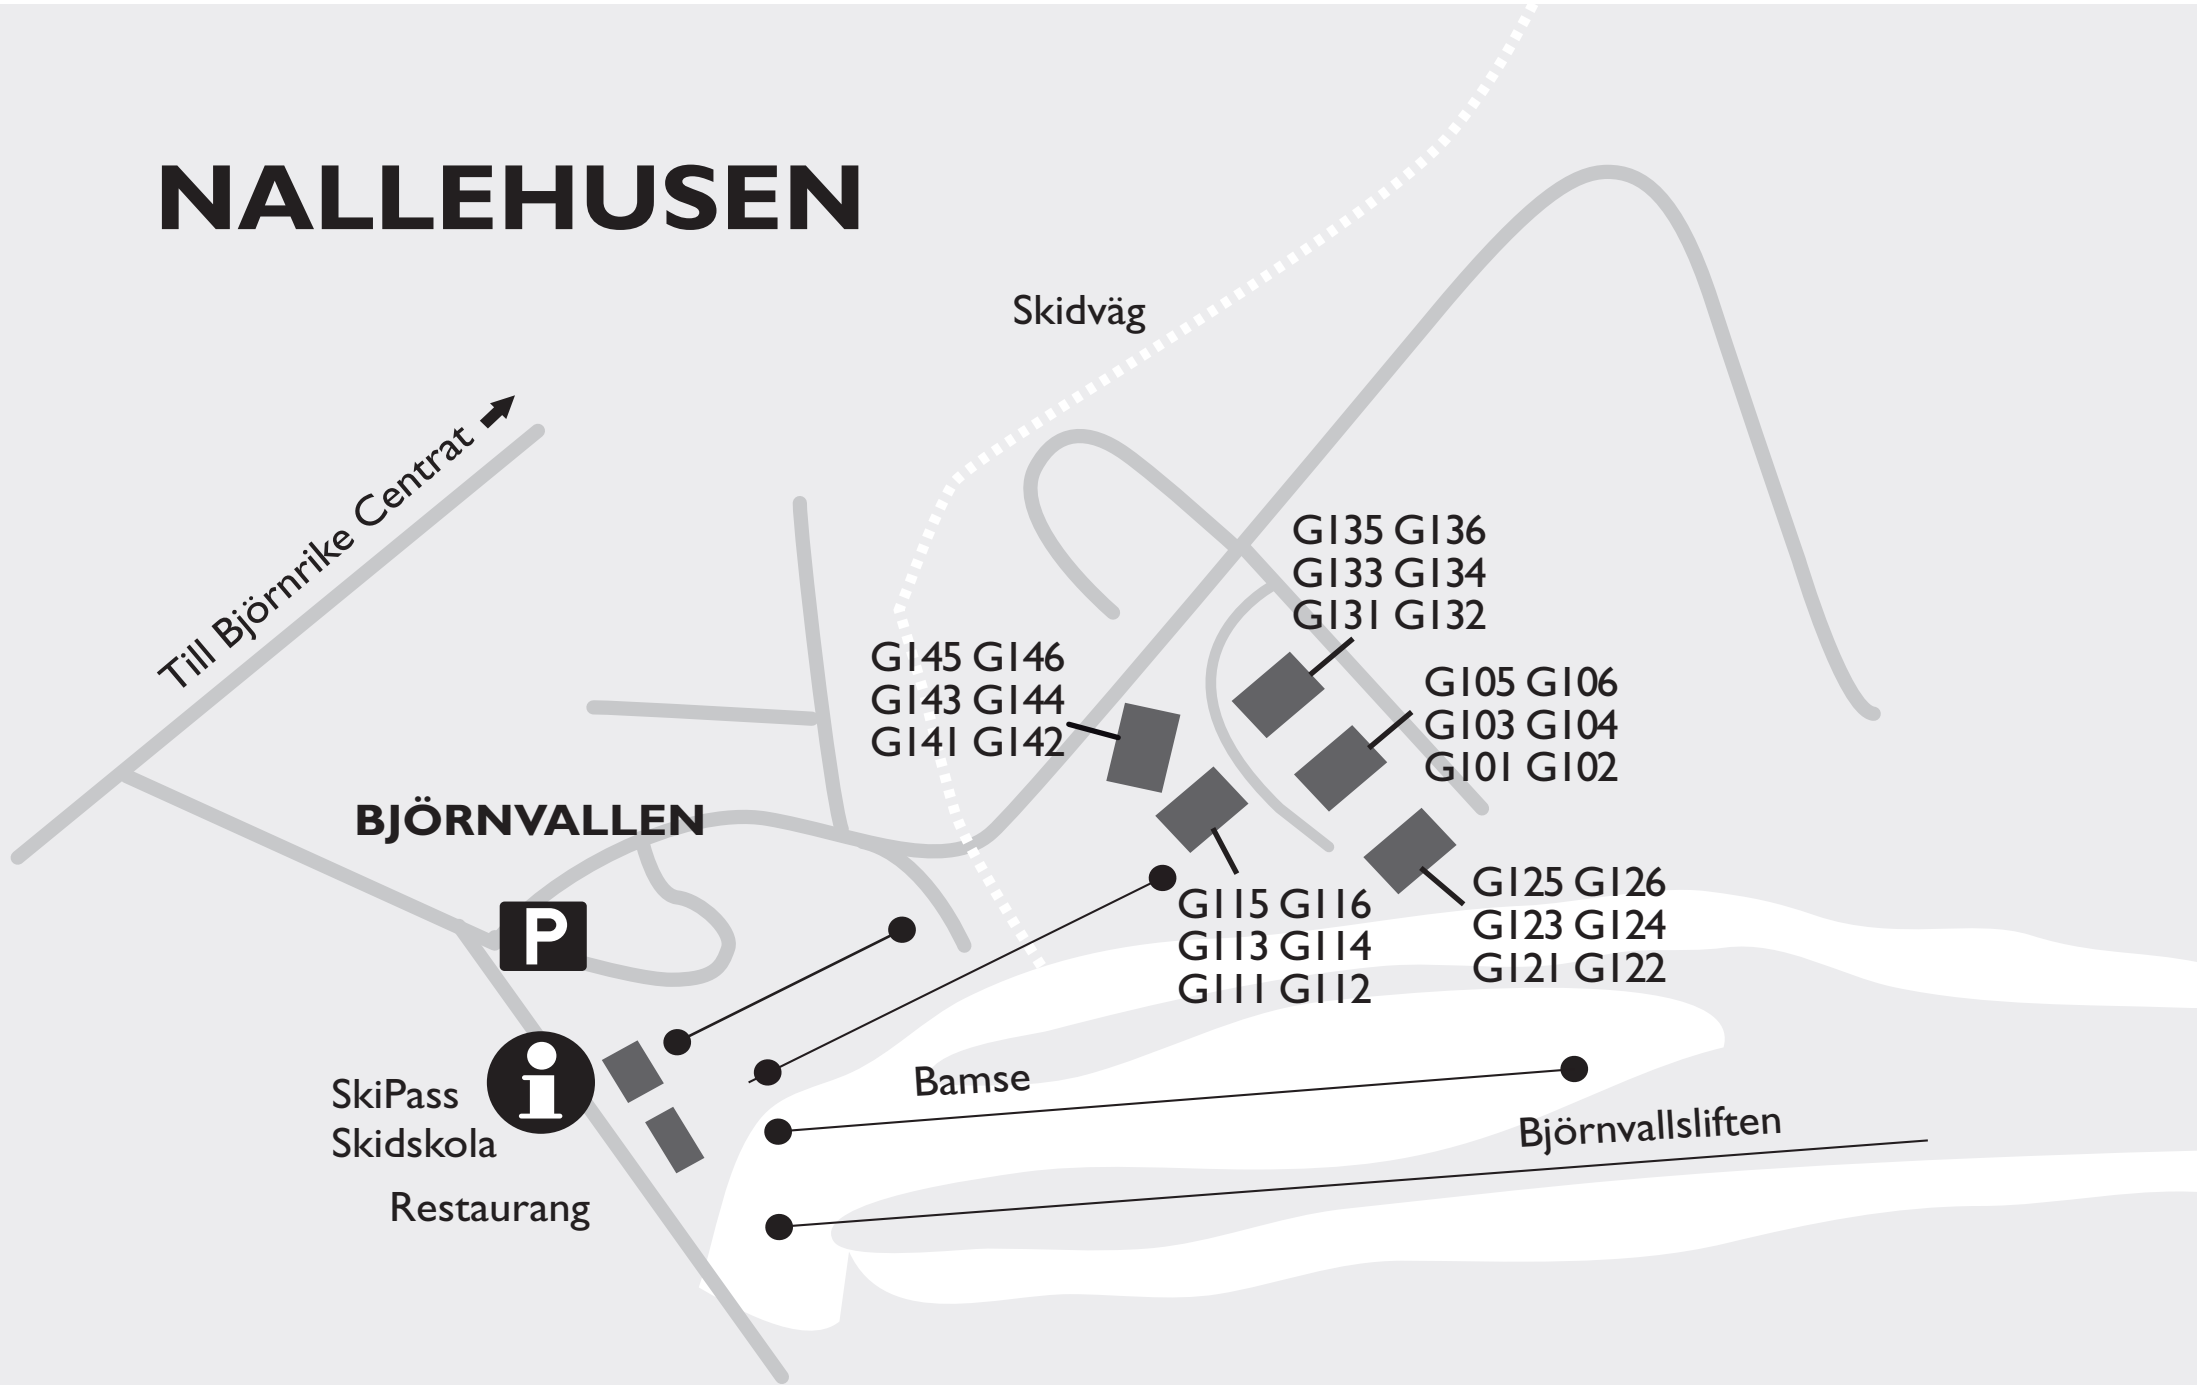 NALLEHUSEN
Skidväg
Till Björnrike Centrat
G135 G136
G133 G134
G131 G132
G145 G146
G143 G144
G141 G142
G105 G106
G103 G104
G101 G102
BJÖRNVALLEN
P
G125 G126
G123 G124
G121 G122
G115 G116
G113 G114
G111 G112
i
SkiPass
Skidskola
Restaurang
Bamse
Björnvallsliften